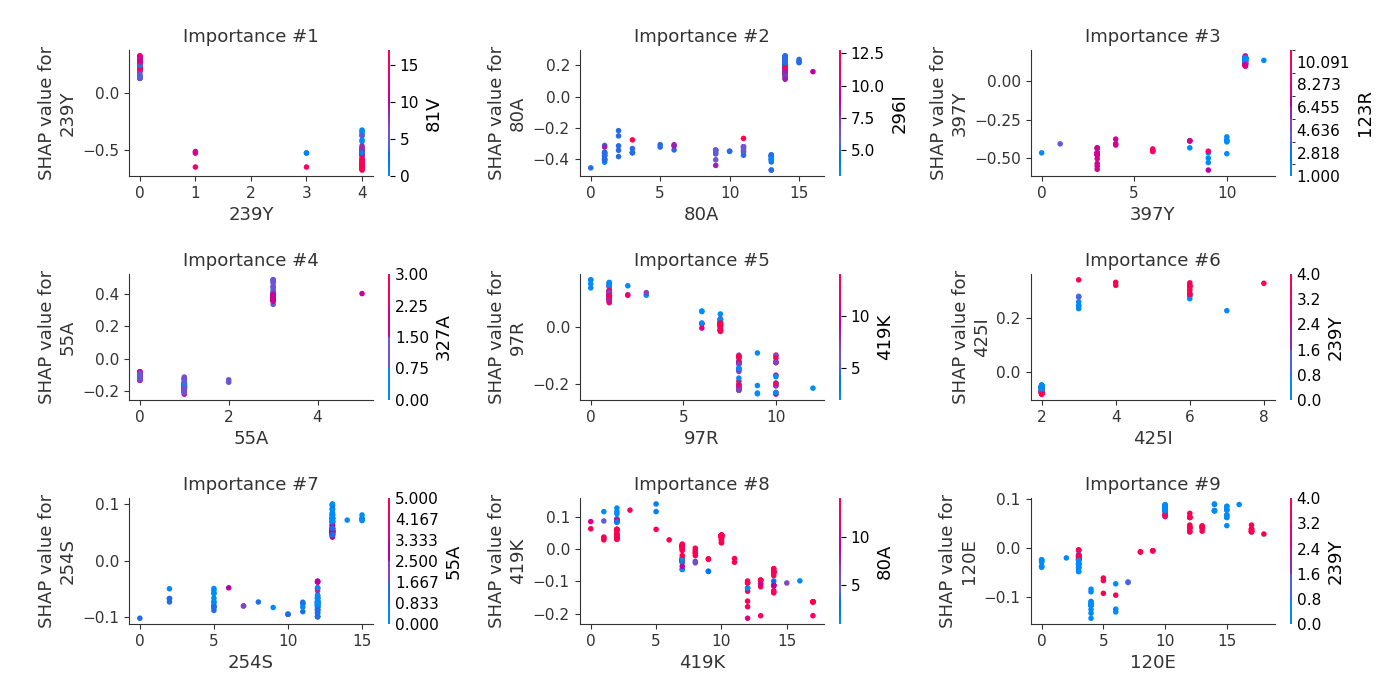 Importance #1
SHAP value for
239Y
0.0
−0.5
0
1
2
3
4
239Y
15
10
5
0
81V
Importance #2
SHAP value for
80A
0.2
0.0
−0.2
−0.4
0
5
10
15
80A
12.5
10.0
7.5
5.0
296I
Importance #3
SHAP value for
397Y
0.00
−0.25
−0.50
0
5
10
397Y
10.091
8.273
6.455
4.636
2.818
1.000
123R
Importance #4
SHAP value for
55A
0.4
0.2
0.0
−0.2
0
2
4
55A
3.00
2.25
1.50
0.75
0.00
327A
Importance #5
SHAP value for
97R
0.0
−0.2
0
5
10
97R
10
5
419K
Importance #6
SHAP value for
425I
0.2
0.0
2
4
6
8
425I
4.0
3.2
2.4
1.6
0.8
0.0
239Y
Importance #7
SHAP value for
254S
0.1
0.0
−0.1
0
5
10
15
254S
5.000
4.167
3.333
2.500
1.667
0.833
0.000
55A
Importance #8
SHAP value for
419K
0.1
0.0
−0.1
−0.2
0
5
10
15
419K
10
5
80A
Importance #9
SHAP value for
120E
0.1
0.0
−0.1
0
5
10
15
120E
4.0
3.2
2.4
1.6
0.8
0.0
239Y